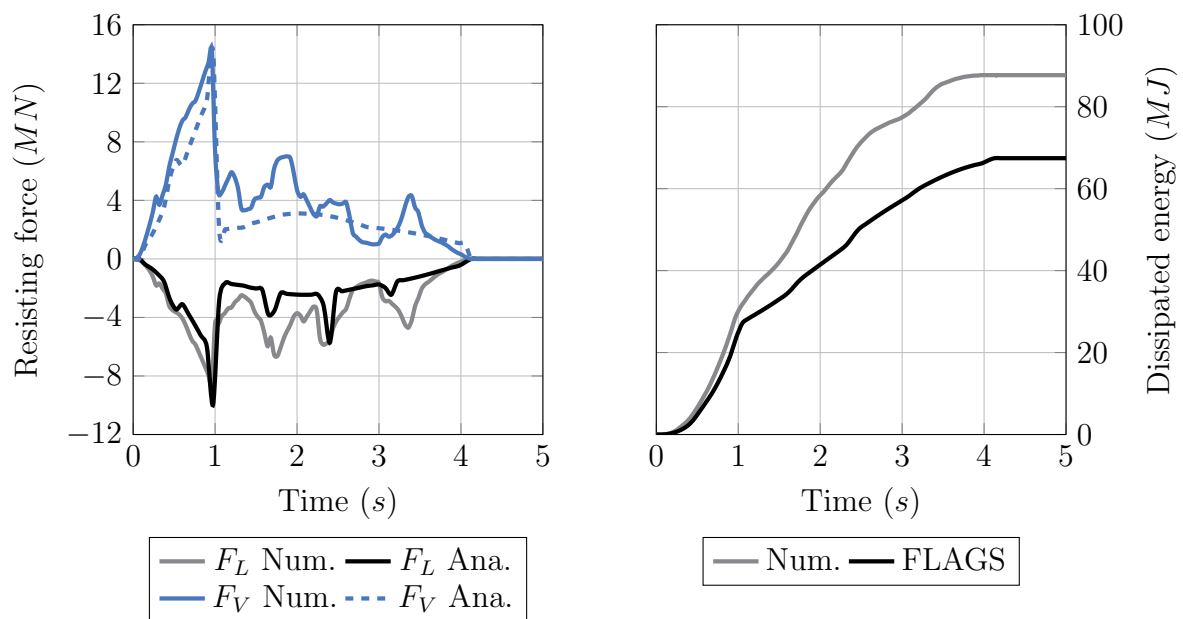 Resisting force (MN)
16
12
8
4
0
−4
−8
−12
0 1 2 3 4 5
Time (s)
F_L Num. F_L Ana.
F_V Num. F_V Ana.
100
80
60
40
20
0
Dissipated energy (MJ)
0 1 2 3 4 5
Time (s)
Num. FLAGS